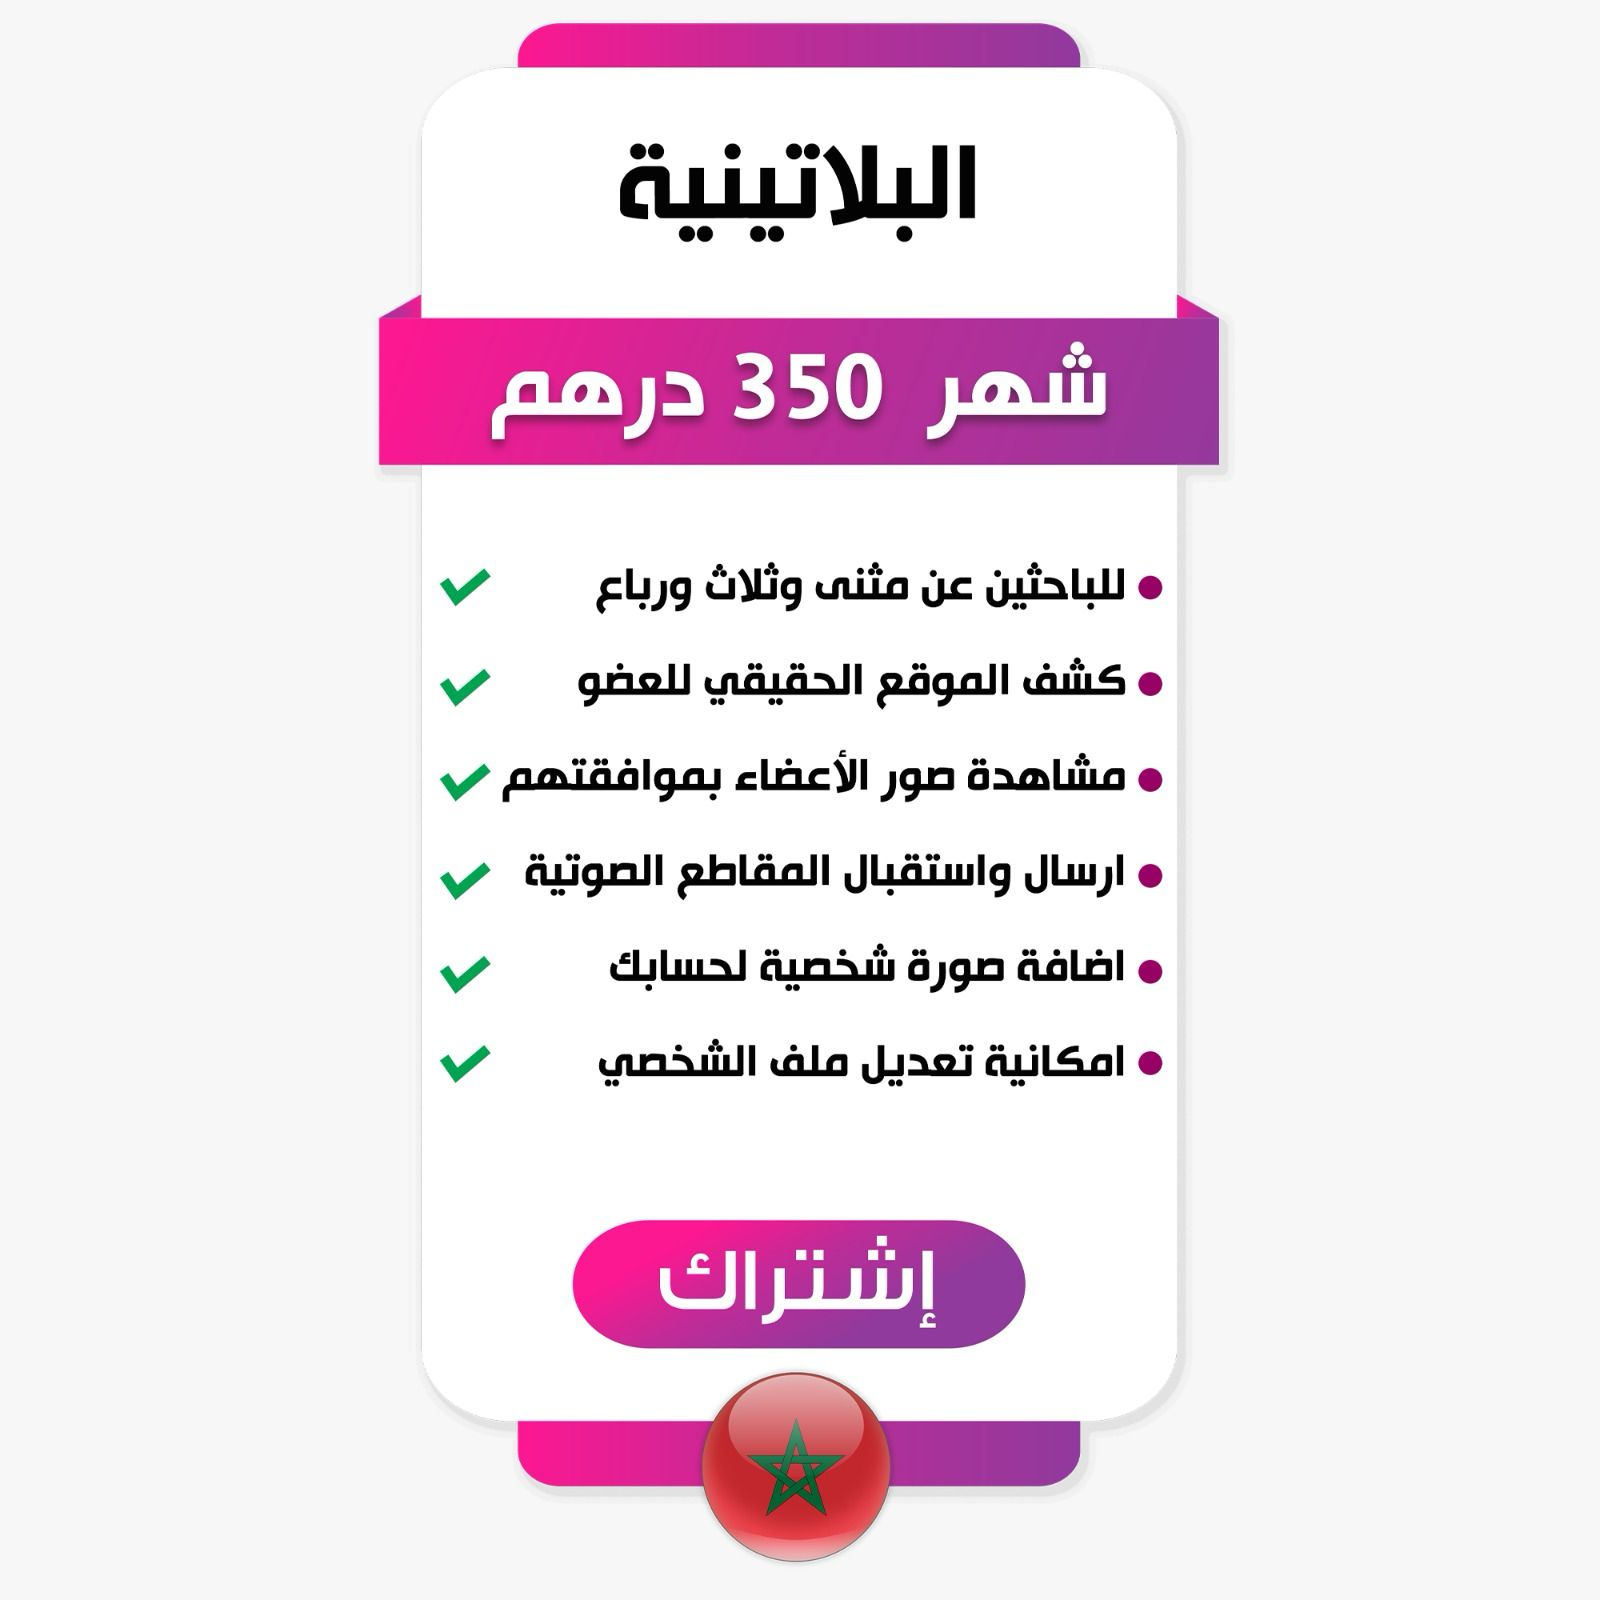 البلاتينية
شهر 350 درهم
للباحثين عن مثنى وثلاث ورباع
كشف الموقع الحقيقي للعضو
مشاهدة صور الأعضاء بموافقتهم
ارسال واستقبال المقاطع الصوتية
اضافة صورة شخصية لحسابك
امكانية تعديل ملف الشخصي
إشتراك